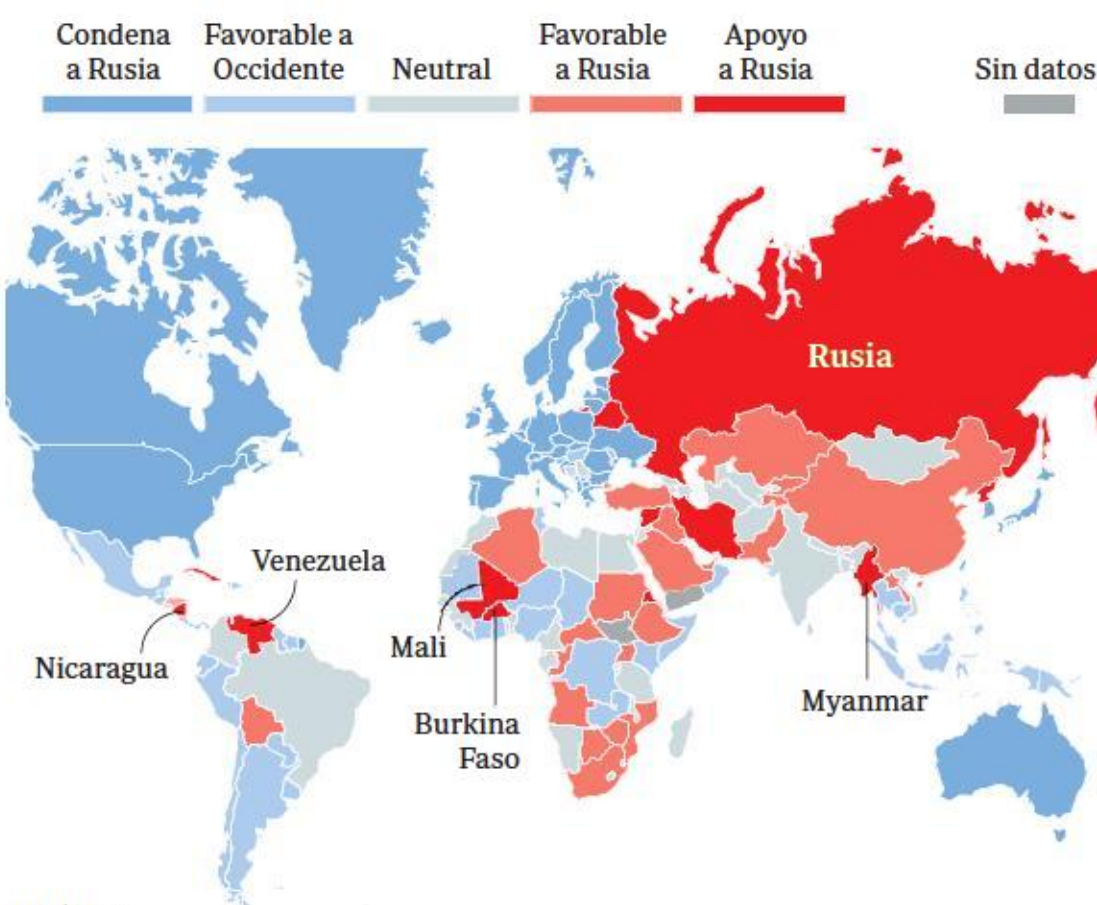 Condena
a Rusia
Favorable a
Occidente
Neutral
Favorable
a Rusia
Apoyo
a Rusia
Sin datos
Rusia
Venezuela
Nicaragua
Mali
Burkina
Faso
Myanmar